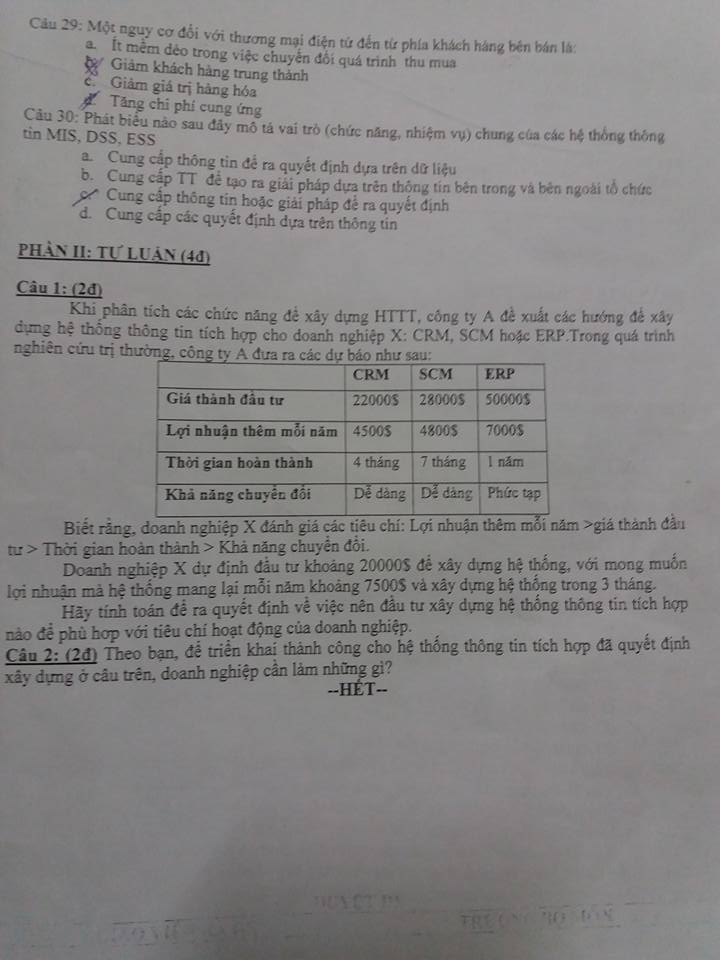 Câu 29: Một nguy cơ đối với thương mại điện tử đến từ phía khách hàng bên bán là:
a. Ít mềm dẻo trong việc chuyển đổi quá trình thu mua
b. Giảm khách hàng trung thành
c. Giảm giá trị hàng hóa
d. Tăng chi phí cung ứng
Câu 30: Phát biểu nào sau đây mô tả vai trò (chức năng, nhiệm vụ) chung của các hệ thống thông
tin MIS, DSS, ESS
a. Cung cấp thông tin để ra quyết định dựa trên dữ liệu
b. Cung cấp TT để tạo ra giải pháp dựa trên thông tin bên trong và bên ngoài tổ chức
c. Cung cấp thông tin hoặc giải pháp để ra quyết định
d. Cung cấp các quyết định dựa trên thông tin
PHẦN II: TỰ LUẬN (4đ)
Câu 1: (2đ)
Khi phân tích các chức năng để xây dựng HTTT, công ty A đề xuất các hướng để xây
dựng hệ thống thông tin tích hợp cho doanh nghiệp X: CRM, SCM hoặc ERP.Trong quá trình
nghiên cứu trị thường, công ty A đưa ra các dự báo như sau:
CRM SCM ERP
Giá thành đầu tư 22000$ 28000$ 50000$
Lợi nhuận thêm mỗi năm 4500$ 4800$ 7000$
Thời gian hoàn thành 4 tháng 7 tháng 1 năm
Khả năng chuyển đổi Dễ dàng Dễ dàng Phức tạp
Biết rằng, doanh nghiệp X đánh giá các tiêu chí: Lợi nhuận thêm mỗi năm >giá thành đầu
tư > Thời gian hoàn thành > Khả năng chuyển đổi.
Doanh nghiệp X dự định đầu tư khoảng 20000$ để xây dựng hệ thống, với mong muốn
lợi nhuận mà hệ thống mang lại mỗi năm khoảng 7500$ và xây dựng hệ thống trong 3 tháng.
Hãy tính toán để ra quyết định về việc nên đầu tư xây dựng hệ thống thông tin tích hợp
nào để phù hơp với tiêu chí hoạt động của doanh nghiệp.
Câu 2: (2đ) Theo bạn, để triển khai thành công cho hệ thống thông tin tích hợp đã quyết định
xây dựng ở câu trên, doanh nghiệp cần làm những gì?
--HẾT--
TRƯỞNG BỘ MÔN